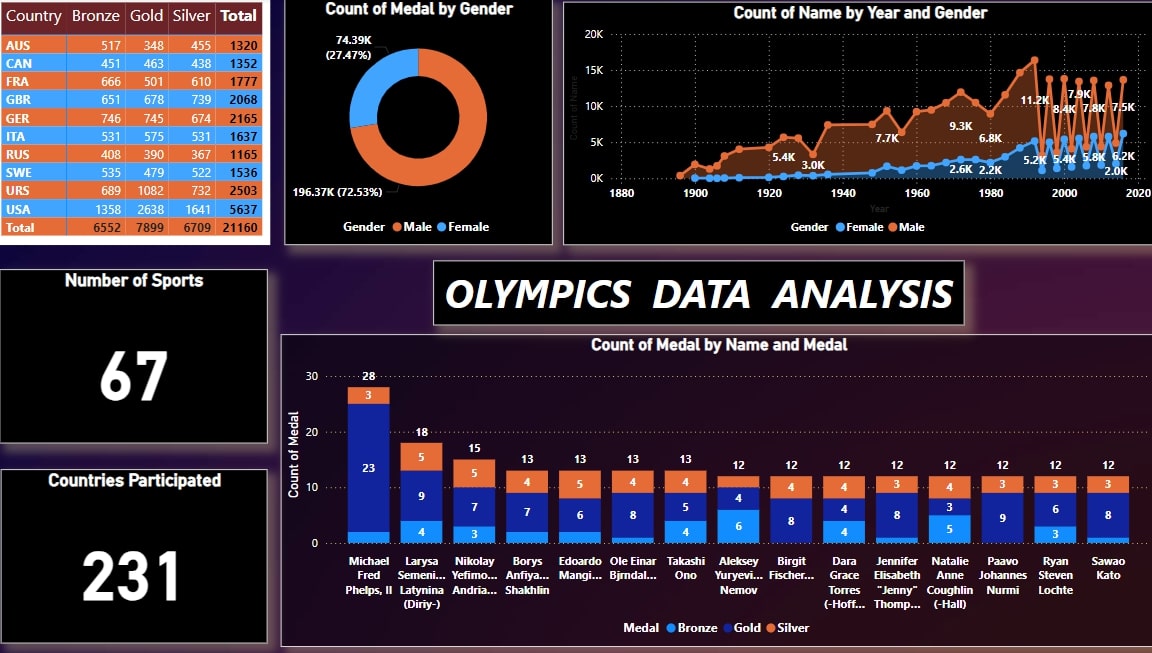 Country Bronze Gold Silver Total
AUS 517 348 455 1320
CAN 451 463 438 1352
FRA 666 501 610 1777
GBR 651 678 739 2068
GER 746 745 674 2165
ITA 531 575 531 1637
RUS 408 390 367 1165
SWE 535 479 522 1536
URS 689 1082 732 2503
USA 1358 2638 1641 5637
Total 6552 7899 6709 21160
Count of Medal by Gender
74.39K
(27.47%)
196.37K (72.53%)
Gender Male Female
Count of Name by Year and Gender
Count of Name
20K
15K
10K
5K
0K
5.4K
3.0K
7.7K
9.3K
6.8K
11.2K
8.4K
7.9K
7.8K
7.5K
2.6K
2.2K
5.2K
5.4K
5.8K
6.2K
2.0K
1880 1900 1920 1940 1960 1980 2000 2020
Year
Gender Female Male
Number of Sports
67
OLYMPICS DATA ANALYSIS
Countries Participated
231
Count of Medal by Name and Medal
Count of Medal
30
20
10
0
28
3
23
18
5
9
4
15
5
7
3
13
4
7
13
5
6
13
4
8
13
4
5
4
12
4
6
12
4
8
12
4
4
4
12
3
8
12
4
3
5
12
3
9
12
3
6
3
12
3
8
Michael
Fred
Phelps, II
Larysa
Semeni...
Latynina
(Diriy-)
Nikolay
Yefimo...
Andria...
Borys
Anfiya...
Shakhlin
Edoardo
Mangi...
Ole Einar
Bjrndal...
Takashi
Ono
Aleksey
Yuryevi...
Nemov
Birgit
Fischer...
Dara
Grace
Torres
(-Hoff...
Jennifer
Elisabeth
"Jenny"
Thomp...
Natalie
Anne
Coughlin
(-Hall)
Paavo
Johannes
Nurmi
Ryan
Steven
Lochte
Sawao
Kato
Medal Bronze Gold Silver